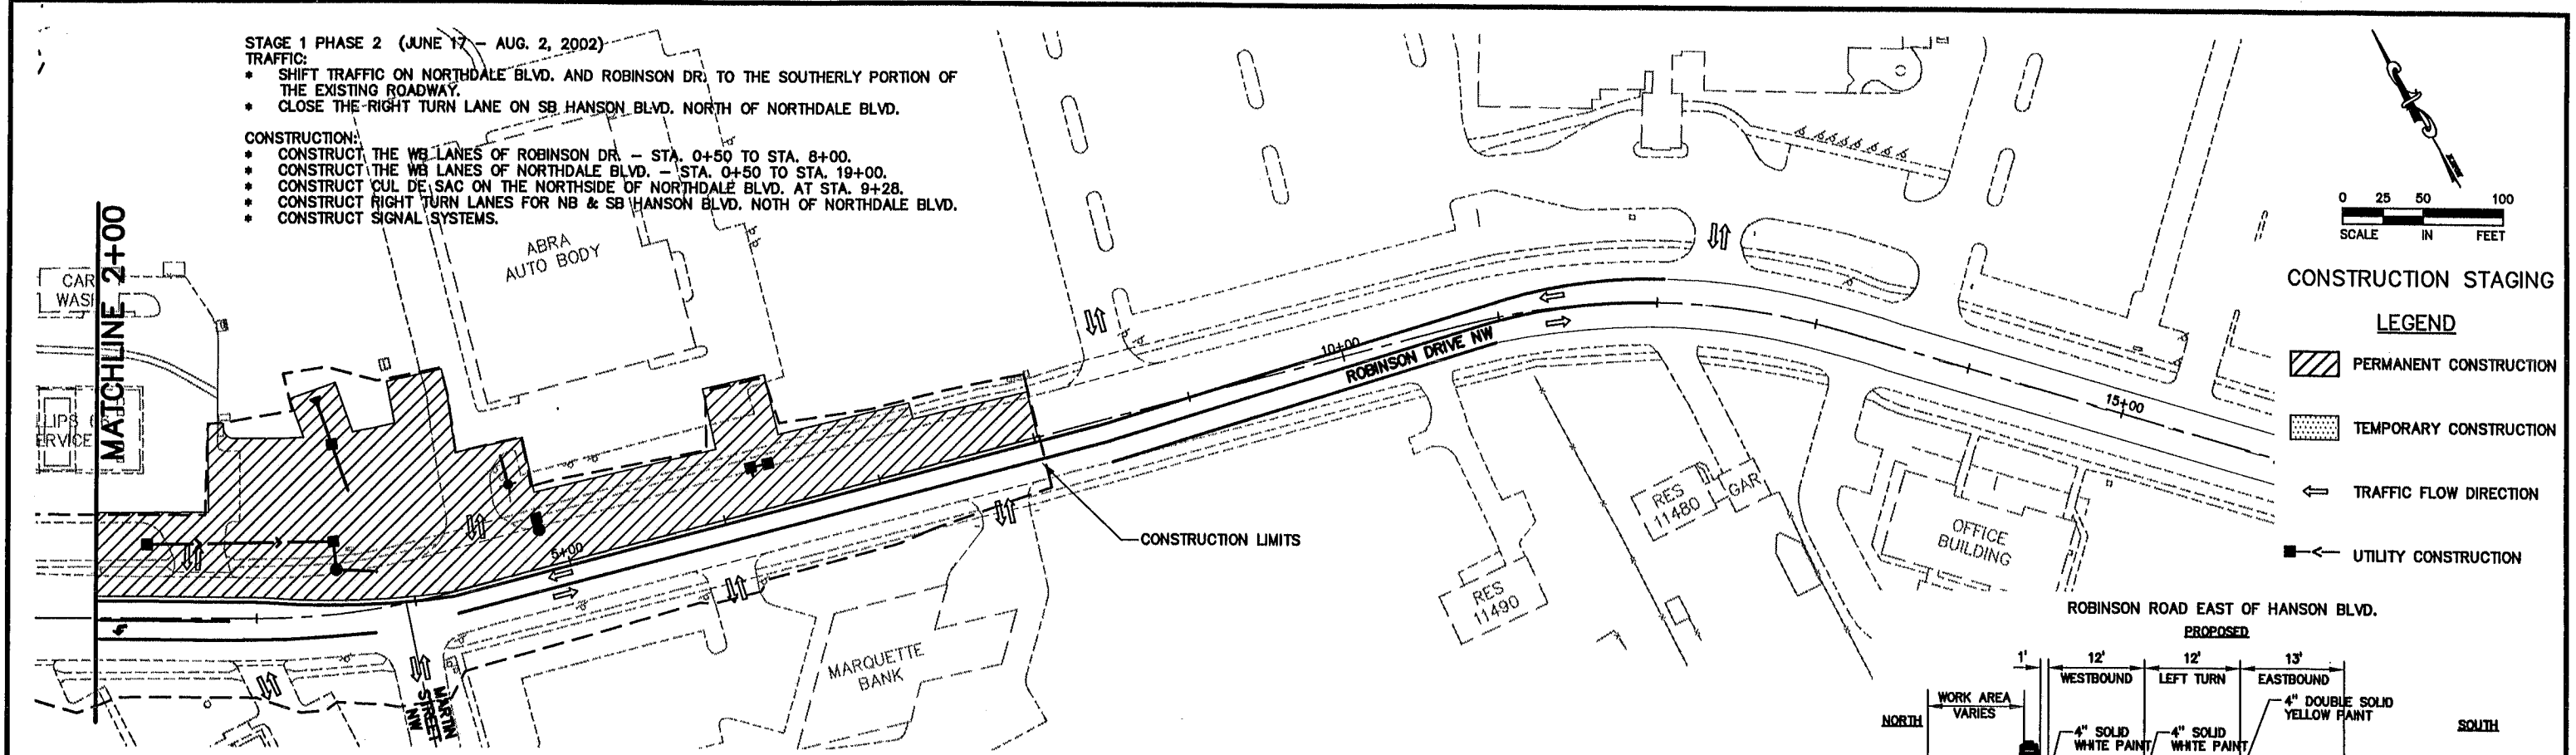 STAGE 1 PHASE 2 (JUNE 17 - AUG. 2, 2002)
TRAFFIC:
* SHIFT TRAFFIC ON NORTHDALE BLVD. AND ROBINSON DR. TO THE SOUTHERLY PORTION OF
THE EXISTING ROADWAY.
* CLOSE THE RIGHT TURN LANE ON SB HANSON BLVD. NORTH OF NORTHDALE BLVD.
CONSTRUCTION:
* CONSTRUCT THE WB LANES OF ROBINSON DR. - STA. 0+50 TO STA. 8+00.
* CONSTRUCT THE WB LANES OF NORTHDALE BLVD. - STA. 0+50 TO STA. 19+00.
* CONSTRUCT CUL DE SAC ON THE NORTHSIDE OF NORTHDALE BLVD. AT STA. 9+28.
* CONSTRUCT RIGHT TURN LANES FOR NB & SB HANSON BLVD. NOTH OF NORTHDALE BLVD.
* CONSTRUCT SIGNAL SYSTEMS.
MATCHLINE 2+00
CAR
WASH
LIPS
ERVICE
ABRA
AUTO BODY
5+00
10+00
ROBINSON DRIVE NW
15+00
CONSTRUCTION LIMITS
MARQUETTE
BANK
MARTIN
STREET
NW
RES
11490
RES
11480
GAR
OFFICE
BUILDING
0 25 50 100
SCALE IN FEET
CONSTRUCTION STAGING
LEGEND
PERMANENT CONSTRUCTION
TEMPORARY CONSTRUCTION
TRAFFIC FLOW DIRECTION
UTILITY CONSTRUCTION
ROBINSON ROAD EAST OF HANSON BLVD.
PROPOSED
1' 12' 12' 13'
WESTBOUND LEFT TURN EASTBOUND
WORK AREA
VARIES
NORTH
4" DOUBLE SOLID
YELLOW PAINT
SOUTH
4" SOLID
WHITE PAINT
4" SOLID
WHITE PAINT